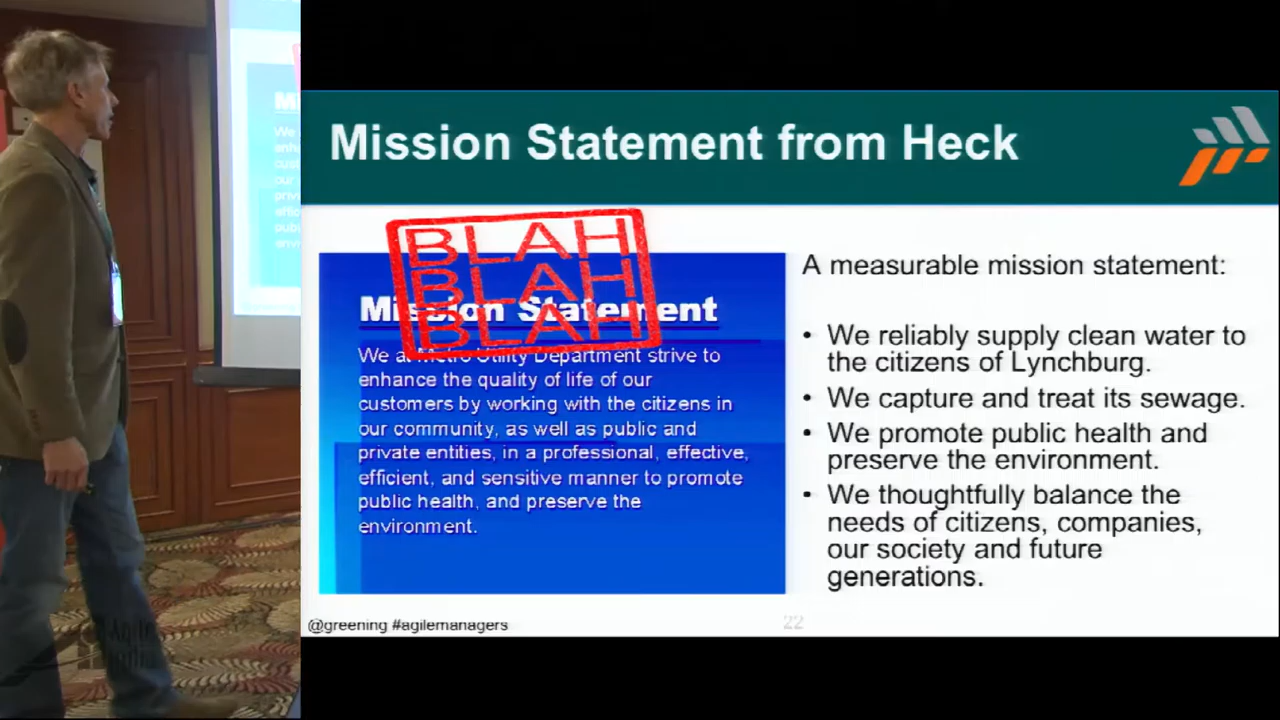 Mission Statement from Heck
BLAH
BLAH
BLAH
Mission Statement
We at Metro Utility Department strive to
enhance the quality of life of our
customers by working with the citizens in
our community, as well as public and
private entities, in a professional, effective,
efficient, and sensitive manner to promote
public health, and preserve the
environment.
A measurable mission statement:
• We reliably supply clean water to
the citizens of Lynchburg.
• We capture and treat its sewage.
• We promote public health and
preserve the environment.
• We thoughtfully balance the
needs of citizens, companies,
our society and future
generations.
@greening #agilemanagers
22